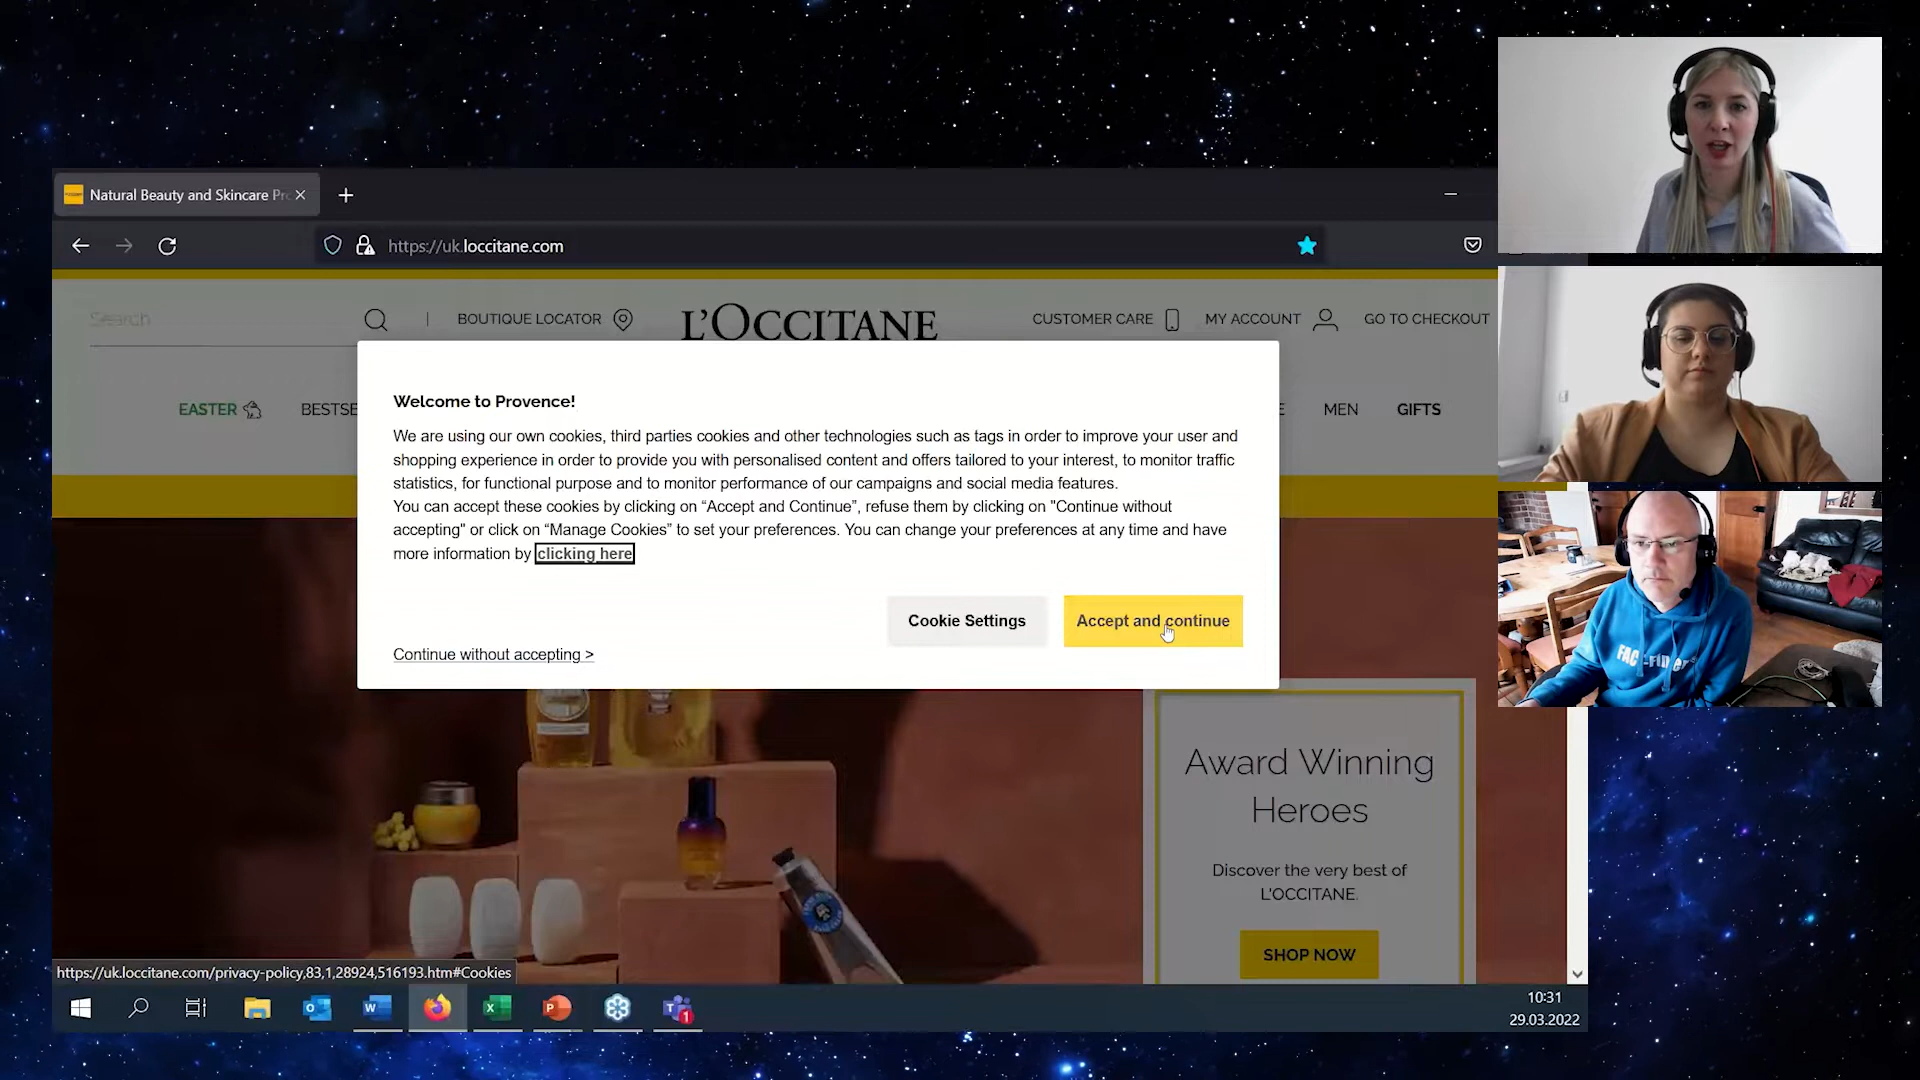 Natural Beauty and Skincare Pr
https://uk.loccitane.com
Search
BOUTIQUE LOCATOR
L'OCCITANE
CUSTOMER CARE
MY ACCOUNT
GO TO CHECKOUT
EASTER
BESTSE
E
MEN
GIFTS
Welcome to Provence!
We are using our own cookies, third parties cookies and other technologies such as tags in order to improve your user and
shopping experience in order to provide you with personalised content and offers tailored to your interest, to monitor traffic
statistics, for functional purpose and to monitor performance of our campaigns and social media features.
You can accept these cookies by clicking on “Accept and Continue”, refuse them by clicking on "Continue without
accepting" or click on “Manage Cookies” to set your preferences. You can change your preferences at any time and have
more information by clicking here
Cookie Settings
Accept and continue
Continue without accepting >
Award Winning
Heroes
Discover the very best of
L'OCCITANE.
SHOP NOW
https://uk.loccitane.com/privacy-policy,83,1,28924,516193.htm#Cookies
10:31
29.03.2022